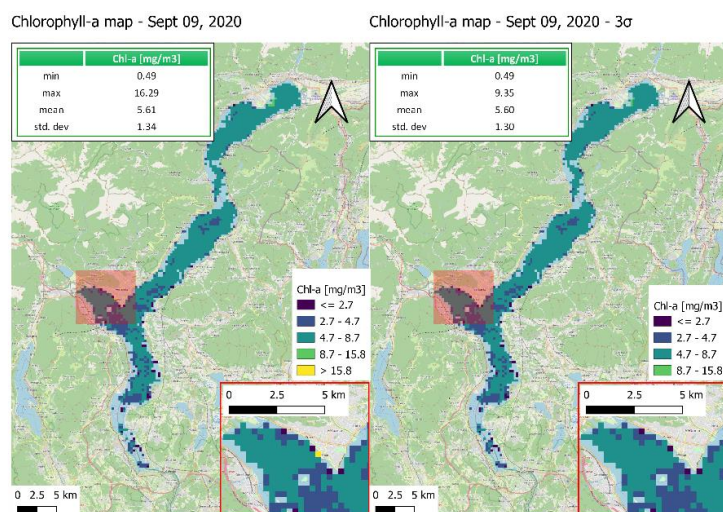 Chlorophyll-a map - Sept 09, 2020
Chl-a [mg/m3]
min 0.49
max 16.29
mean 5.61
std. dev 1.34
Chl-a [mg/m3]
<= 2.7
2.7 - 4.7
4.7 - 8.7
8.7 - 15.8
> 15.8
0 2.5 5 km
0 2.5 5 km
Chlorophyll-a map - Sept 09, 2020 - 3σ
Chl-a [mg/m3]
min 0.49
max 9.35
mean 5.60
std. dev 1.30
Chl-a [mg/m3]
<= 2.7
2.7 - 4.7
4.7 - 8.7
8.7 - 15.8
0 2.5 5 km
0 2.5 5 km